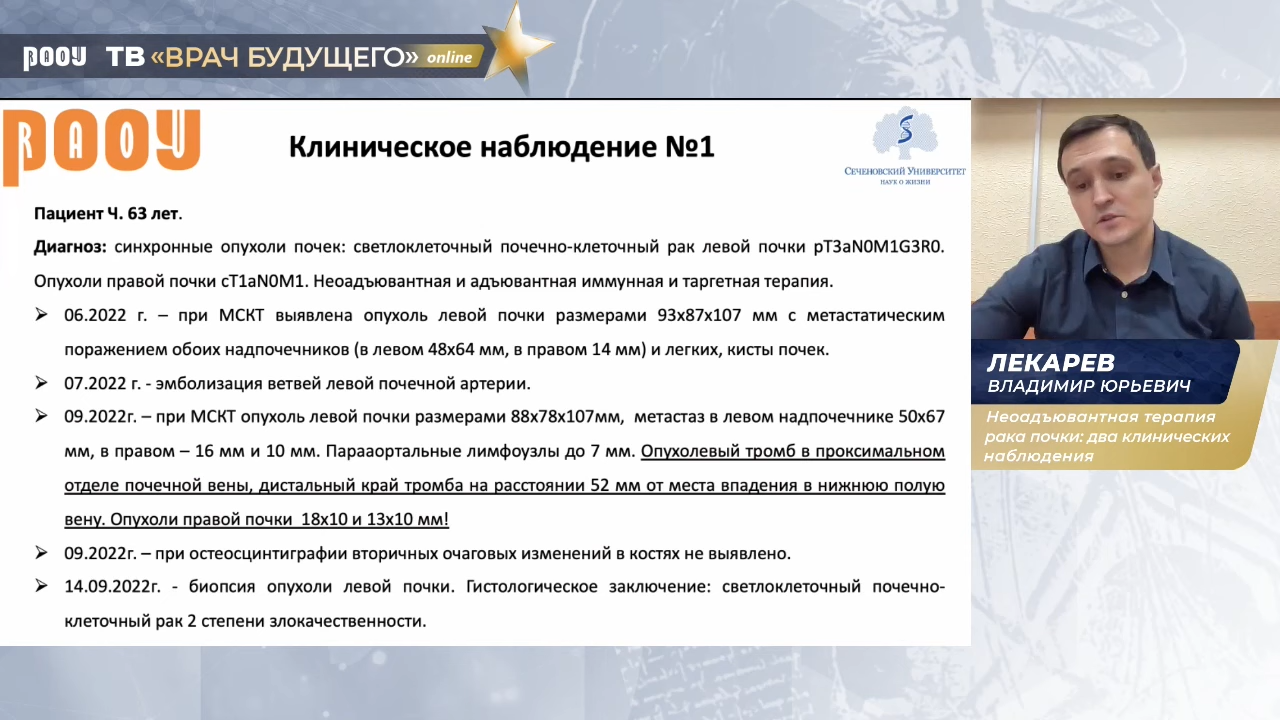 РООУ ТВ «ВРАЧ БУДУЩЕГО» online
РООУ
RAOU
Клиническое наблюдение №1
СЕЧЕНОВСКИЙ УНИВЕРСИТЕТ
НАУК О ЖИЗНИ
Пациент Ч. 63 лет.
Диагноз: синхронные опухоли почек: светлоклеточный почечно-клеточный рак левой почки pT3aN0M1G3R0.
Опухоли правой почки cT1aN0M1. Неоадъювантная и адъювантная иммунная и таргетная терапия.
➢ 06.2022 г. – при МСКТ выявлена опухоль левой почки размерами 93х87х107 мм с метастатическим
поражением обоих надпочечников (в левом 48х64 мм, в правом 14 мм) и легких, кисты почек.
➢ 07.2022 г. - эмболизация ветвей левой почечной артерии.
➢ 09.2022г. – при МСКТ опухоль левой почки размерами 88х78х107мм, метастаз в левом надпочечнике 50х67
мм, в правом – 16 мм и 10 мм. Парааортальные лимфоузлы до 7 мм. Опухолевый тромб в проксимальном
отделе почечной вены, дистальный край тромба на расстоянии 52 мм от места впадения в нижнюю полую
вену. Опухоли правой почки 18х10 и 13х10 мм!
➢ 09.2022г. – при остеосцинтиграфии вторичных очаговых изменений в костях не выявлено.
➢ 14.09.2022г. - биопсия опухоли левой почки. Гистологическое заключение: светлоклеточный почечно-
клеточный рак 2 степени злокачественности.
ЛЕКАРЕВ
ВЛАДИМИР ЮРЬЕВИЧ
Неоадъювантная терапия
рака почки: два клинических
наблюдения